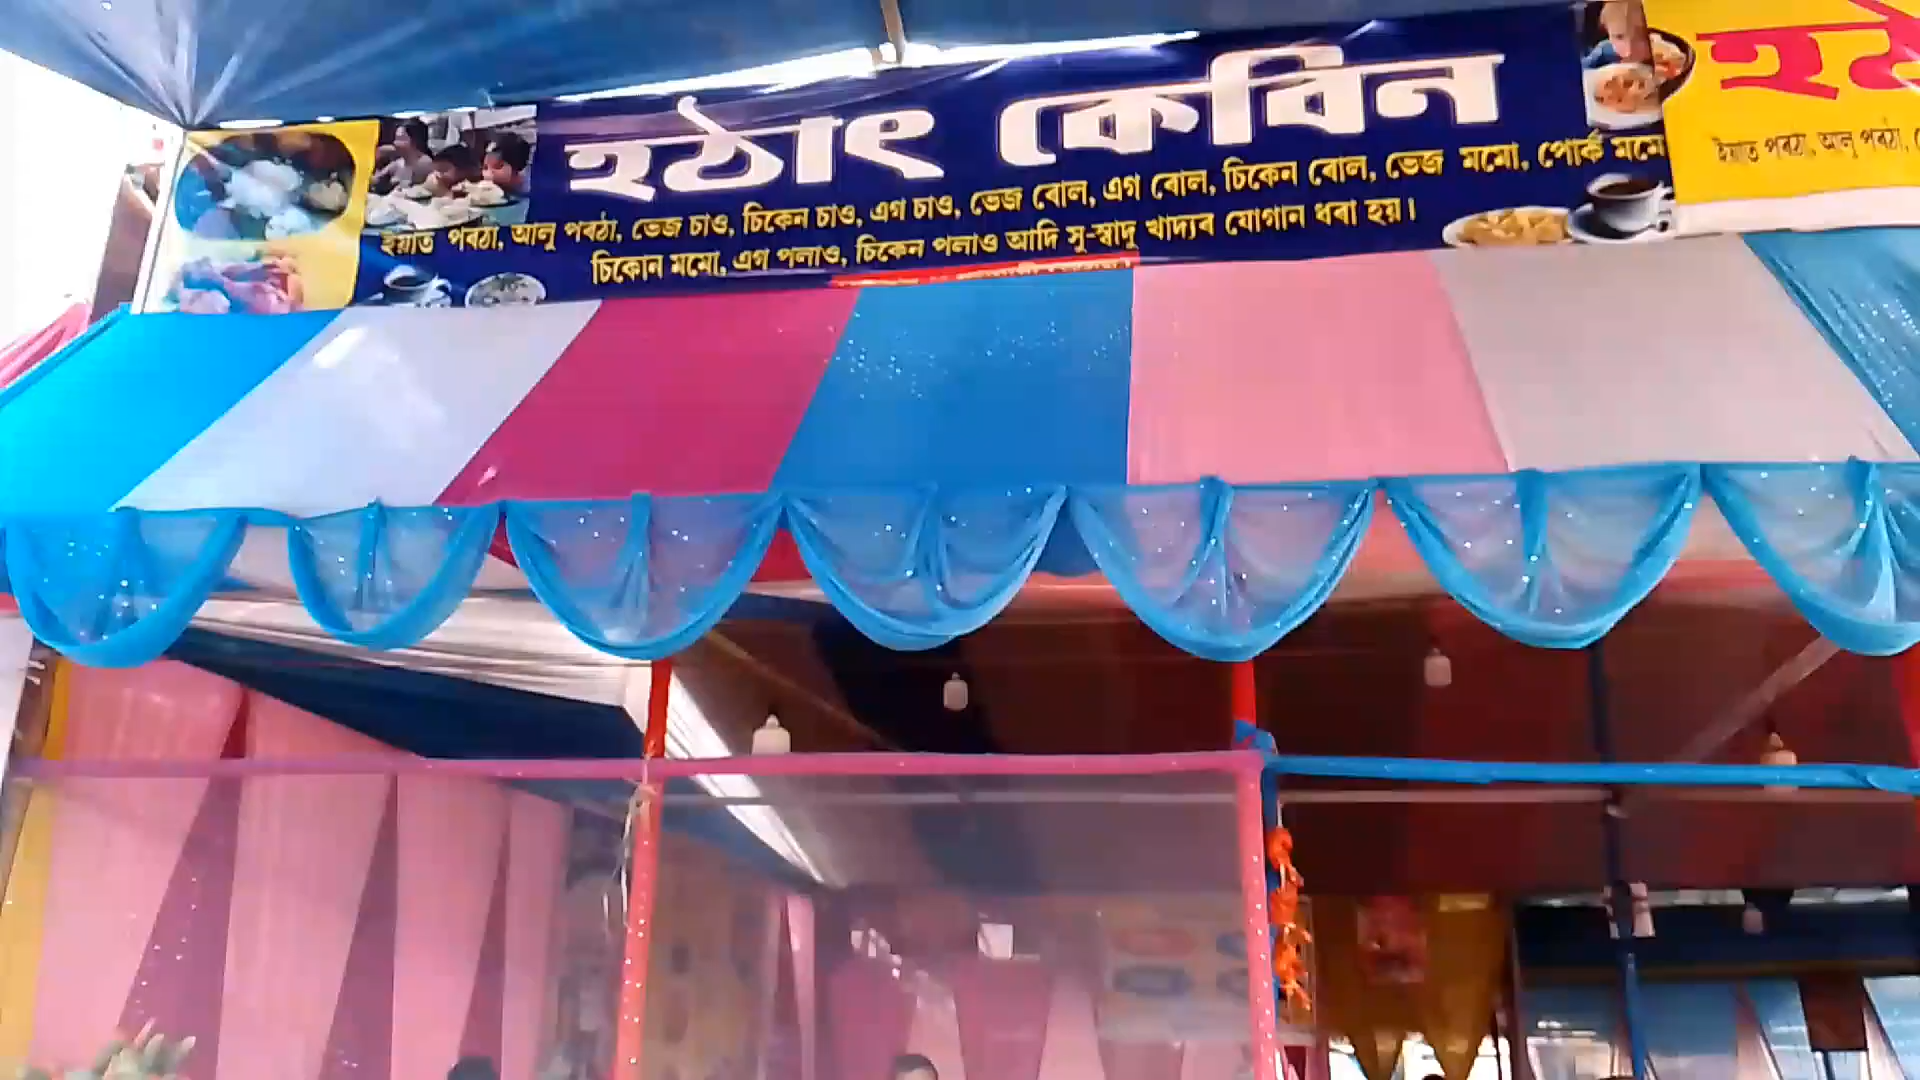 হঠাৎ কেবিন
ইয়াত পৰঠা, আলু পৰঠা, ভেজ চাও, চিকেন চাও, এগ চাও, ভেজ ৰোল, এগ ৰোল, চিকেন ৰোল, ভেজ মমো, পোৰ্ক মমো
চিকোন মমো, এগ পলাও, চিকেন পলাও আদি সু-স্বাদু খাদ্যৰ যোগান ধৰা হয়।
হঠা
ইয়াত পৰঠা, আলু পৰঠা,